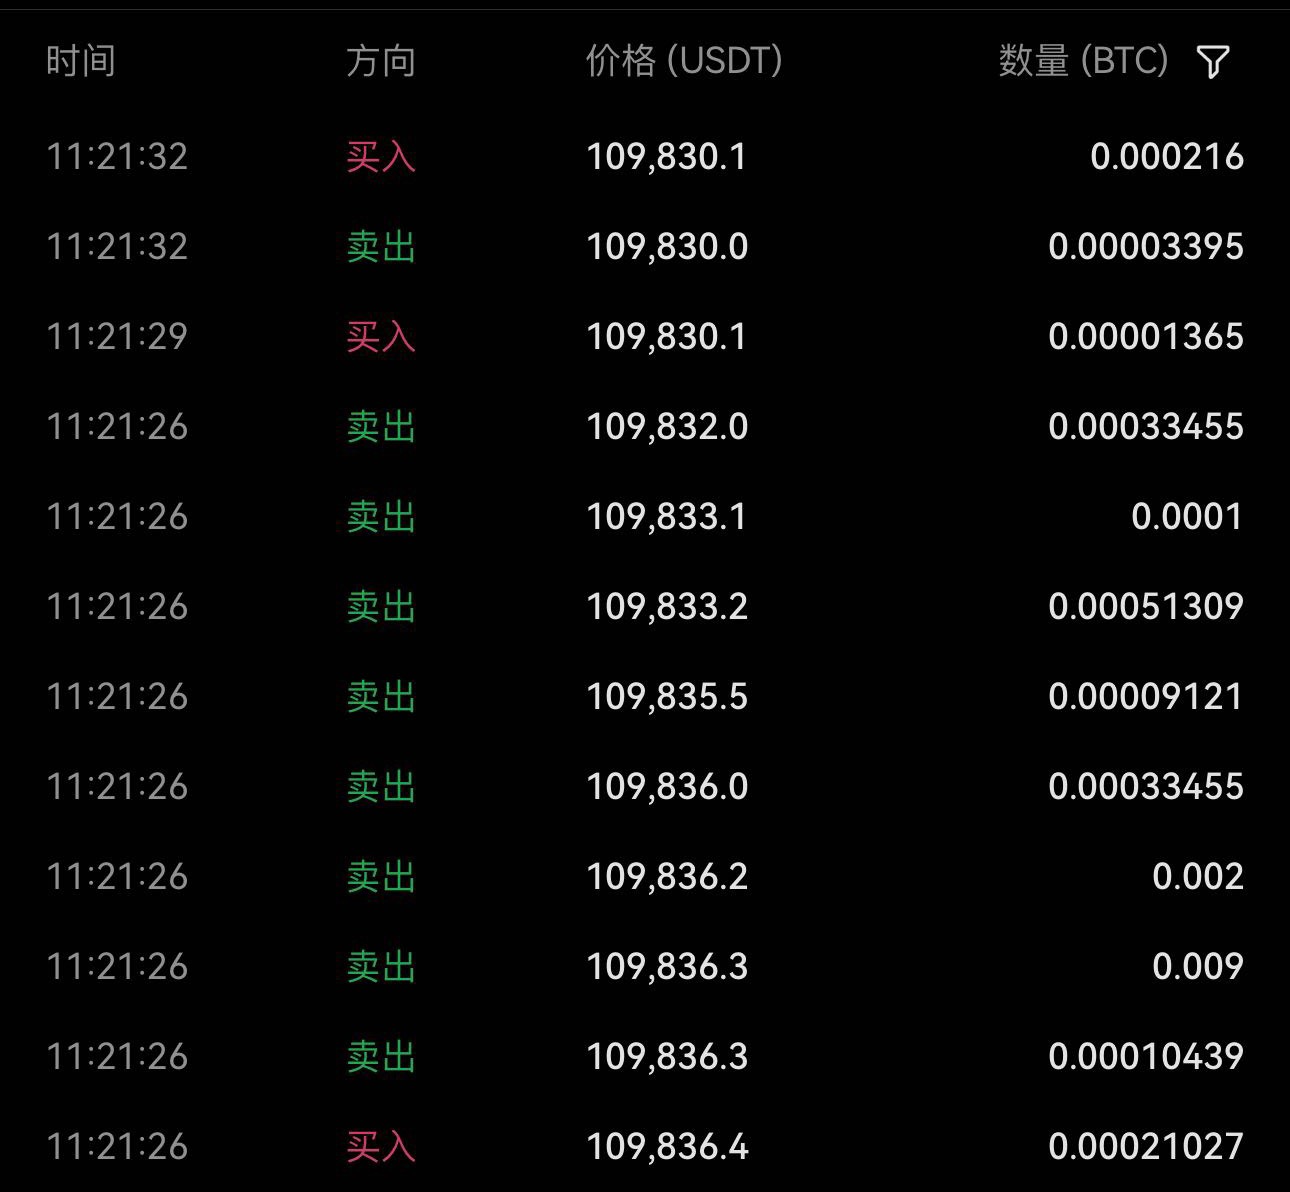 时间 方向 价格 (USDT) 数量 (BTC)
11:21:32 买入 109,830.1 0.000216
11:21:32 卖出 109,830.0 0.00003395
11:21:29 买入 109,830.1 0.00001365
11:21:26 卖出 109,832.0 0.00033455
11:21:26 卖出 109,833.1 0.0001
11:21:26 卖出 109,833.2 0.00051309
11:21:26 卖出 109,835.5 0.00009121
11:21:26 卖出 109,836.0 0.00033455
11:21:26 卖出 109,836.2 0.002
11:21:26 卖出 109,836.3 0.009
11:21:26 卖出 109,836.3 0.00010439
11:21:26 买入 109,836.4 0.00021027